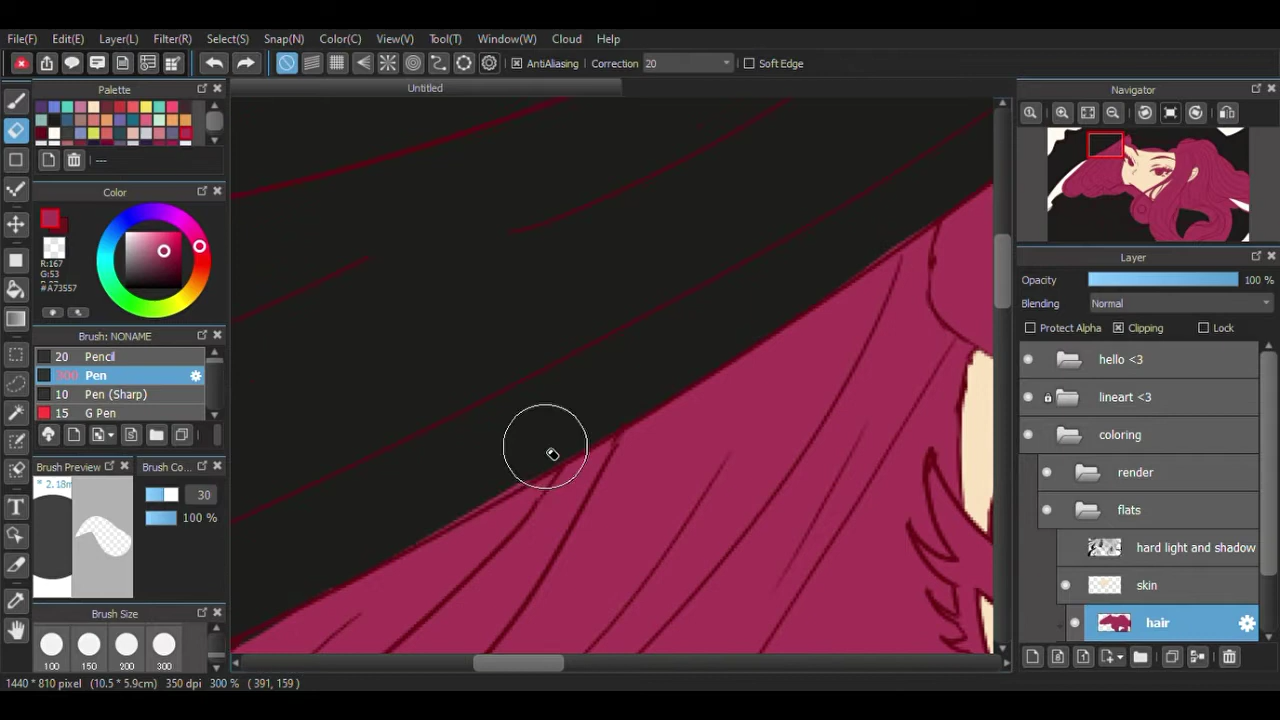 File(F) Edit(E) Layer(L) Filter(R) Select(S) Snap(N) Color(C) View(V) Tool(T) Window(W) Cloud Help
AntiAliasing Correction 20 Soft Edge
Palette
Untitled
Navigator
---
Color
R:167
G:53
#A73557
Brush: NONAME
20 Pencil
300 Pen
10 Pen (Sharp)
15 G Pen
Brush Preview
Brush Co...
* 2.18m
30
100 %
Brush Size
100 150 200 300
Layer
Opacity 100 %
Blending Normal
Protect Alpha Clipping Lock
hello <3
lineart <3
coloring
render
flats
hard light and shadow
skin
hair
1440 * 810 pixel (10.5 * 5.9cm) 350 dpi 300 % ( 391, 159 )